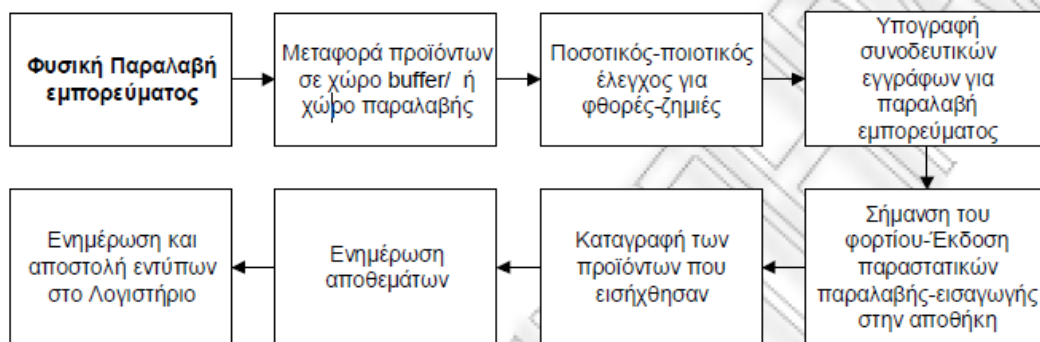 Φυσική Παραλαβή
εμπορεύματος
Μεταφορά προϊόντων
σε χώρο buffer/ ή
χώρο παραλαβής
Ποσοτικός-ποιοτικός
έλεγχος για
φθορές-ζημιές
Υπογραφή
συνοδευτικών
εγγράφων για
παραλαβή
εμπορεύματος
Σήμανση του
φορτίου-Έκδοση
παραστατικών
παραλαβής-εισαγωγής
στην αποθήκη
Καταγραφή των
προϊόντων που
εισήχθησαν
Ενημέρωση
αποθεμάτων
Ενημέρωση και
αποστολή εντύπων
στο Λογιστήριο